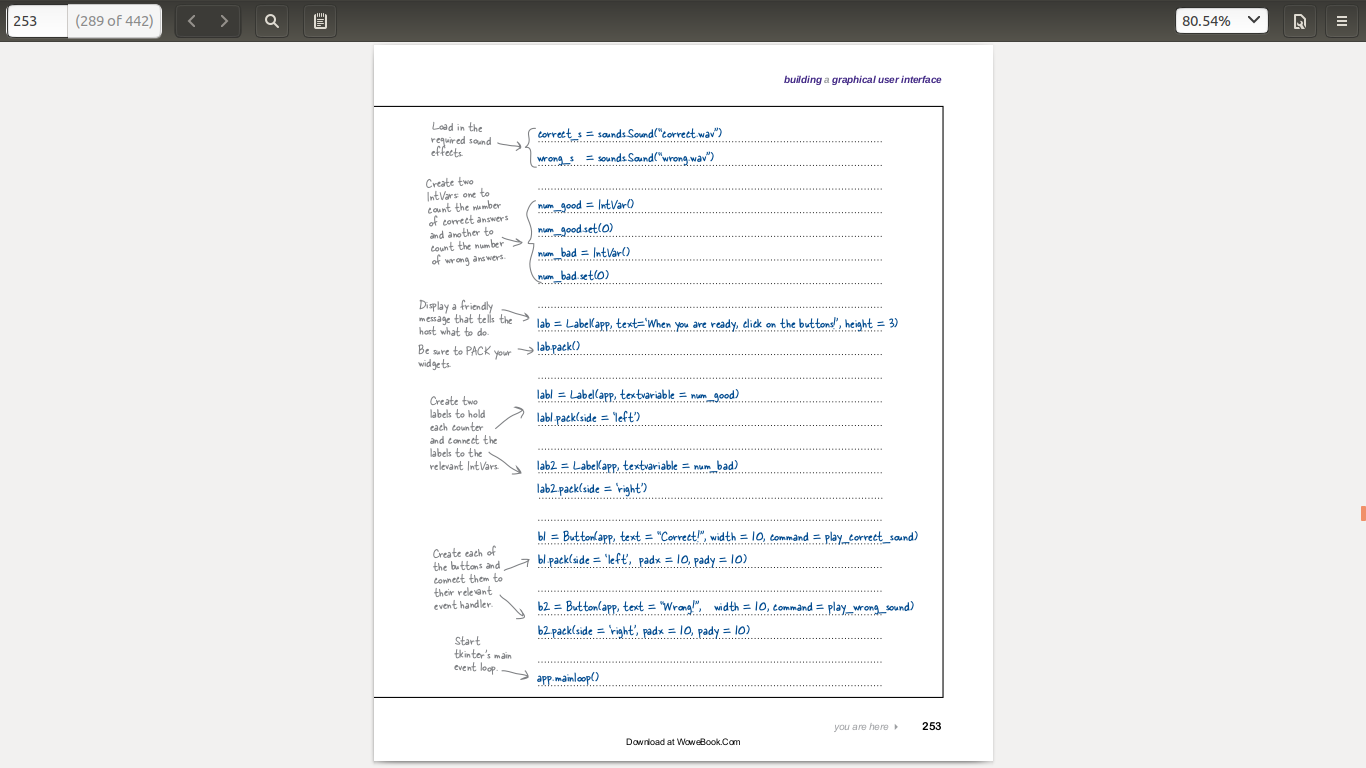 253 (289 of 442) 80.54%
building a graphical user interface
Load in the
required sound
effects.
correct_s = sounds.Sound("correct.wav")
wrong_s = sounds.Sound("wrong.wav")
Create two
IntVars: one to
count the number
of correct answers
and another to
count the number
of wrong answers.
num_good = IntVar()
num_good.set(0)
num_bad = IntVar()
num_bad.set(0)
Display a friendly
message that tells the
host what to do.
lab = Label(app, text='When you are ready, click on the buttons!', height = 3)
Be sure to PACK your
widgets.
lab.pack()
Create two
labels to hold
each counter
and connect the
labels to the
relevant IntVars.
lab1 = Label(app, textvariable = num_good)
lab1.pack(side = 'left')
lab2 = Label(app, textvariable = num_bad)
lab2.pack(side = 'right')
Create each of
the buttons and
connect them to
their relevant
event handler.
b1 = Button(app, text = "Correct!", width = 10, command = play_correct_sound)
b1.pack(side = 'left', padx = 10, pady = 10)
b2 = Button(app, text = "Wrong!", width = 10, command = play_wrong_sound)
b2.pack(side = 'right', padx = 10, pady = 10)
Start
tkinter's main
event loop.
app.mainloop()
you are here 253
Download at WoweBook.Com